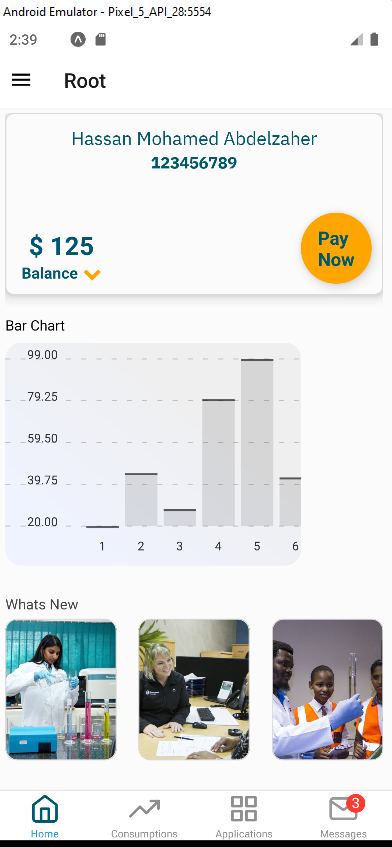 Android Emulator - Pixel_5_API_28:5554
2:39
Root
Hassan Mohamed Abdelzaher
123456789
$ 125
Balance
Pay
Now
Bar Chart
99.00
79.25
59.50
39.75
20.00
1 2 3 4 5 6
Whats New
3
Home Consumptions Applications Messages